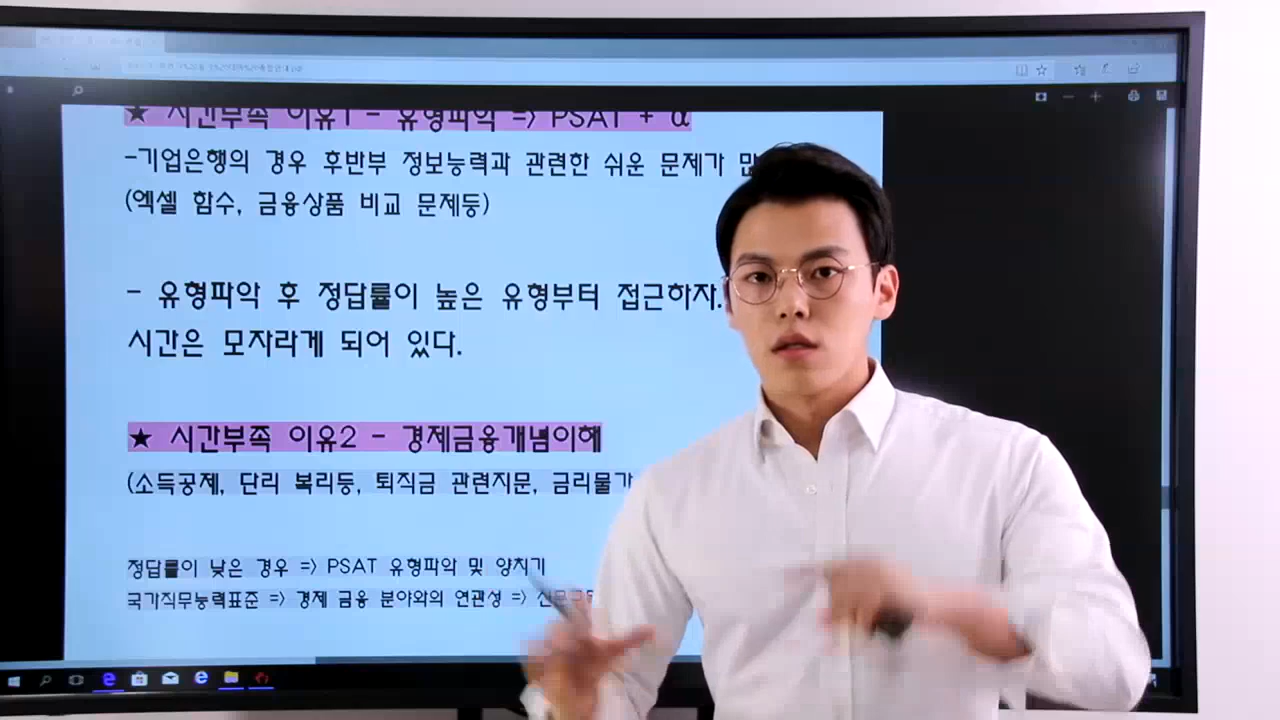 ★ 시간부족 이유1 - 유형파악 => PSAT + α
-기업은행의 경우 후반부 정보능력과 관련한 쉬운 문제가
(엑셀 함수, 금융상품 비교 문제등)
- 유형파악 후 정답률이 높은 유형부터 접근하자.
시간은 모자라게 되어 있다.
★ 시간부족 이유2 - 경제금융개념이해
(소득공제, 단리 복리등, 퇴직금 관련지문, 금리물가
정답률이 낮은 경우 => PSAT 유형파악 및 양치기
국가직무능력표준 => 경제 금융 분야와의 연관성 =>